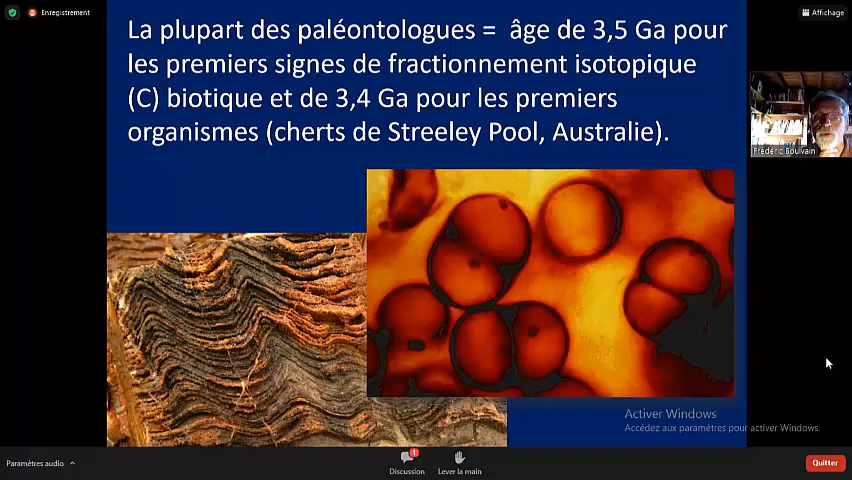 Enregistrement
Affichage
La plupart des paléontologues = âge de 3,5 Ga pour
les premiers signes de fractionnement isotopique
(C) biotique et de 3,4 Ga pour les premiers
organismes (cherts de Streeley Pool, Australie).
Frédéric Boulvain
Activer Windows
Accédez aux paramètres pour activer Windows.
Paramètres audio
1
Discussion
Lever la main
Quitter